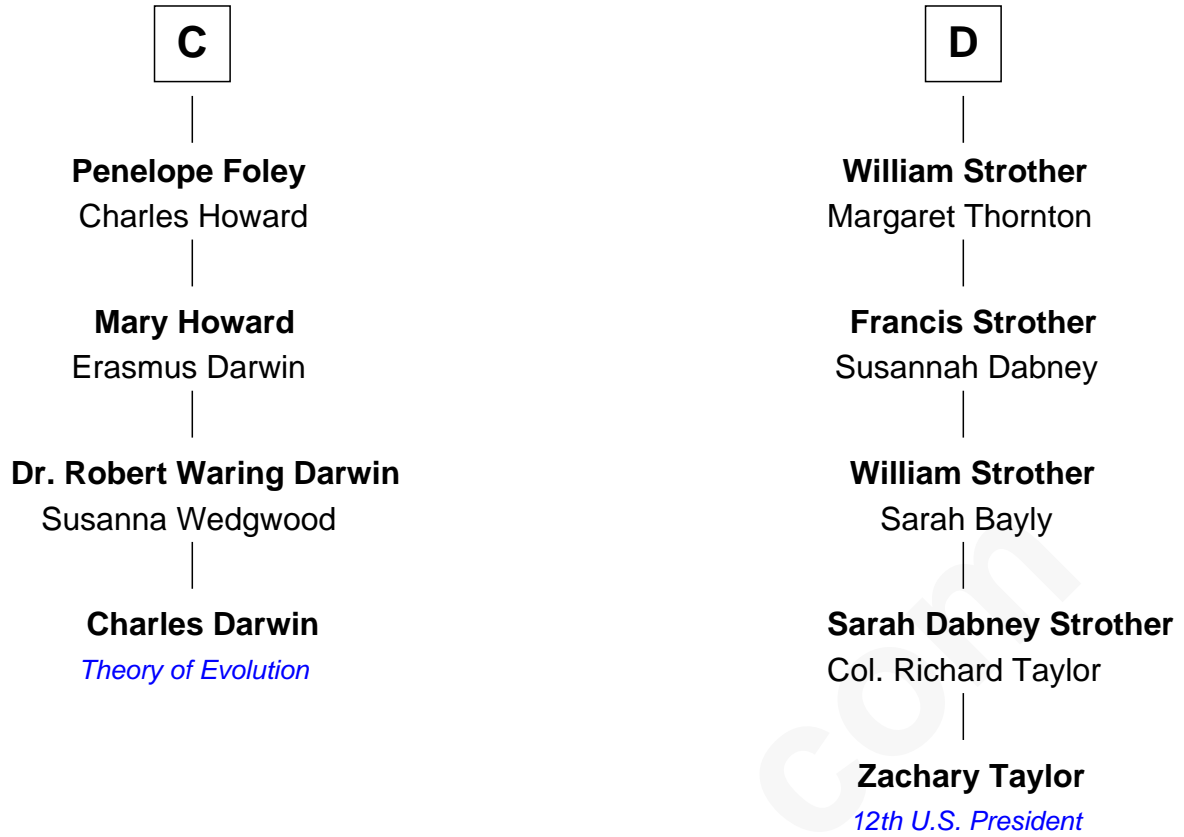 C
Penelope Foley
Charles Howard
Mary Howard
Erasmus Darwin
Dr. Robert Waring Darwin
Susanna Wedgwood
Charles Darwin
Theory of Evolution
D
William Strother
Margaret Thornton
Francis Strother
Susannah Dabney
William Strother
Sarah Bayly
Sarah Dabney Strother
Col. Richard Taylor
Zachary Taylor
12th U.S. President
com